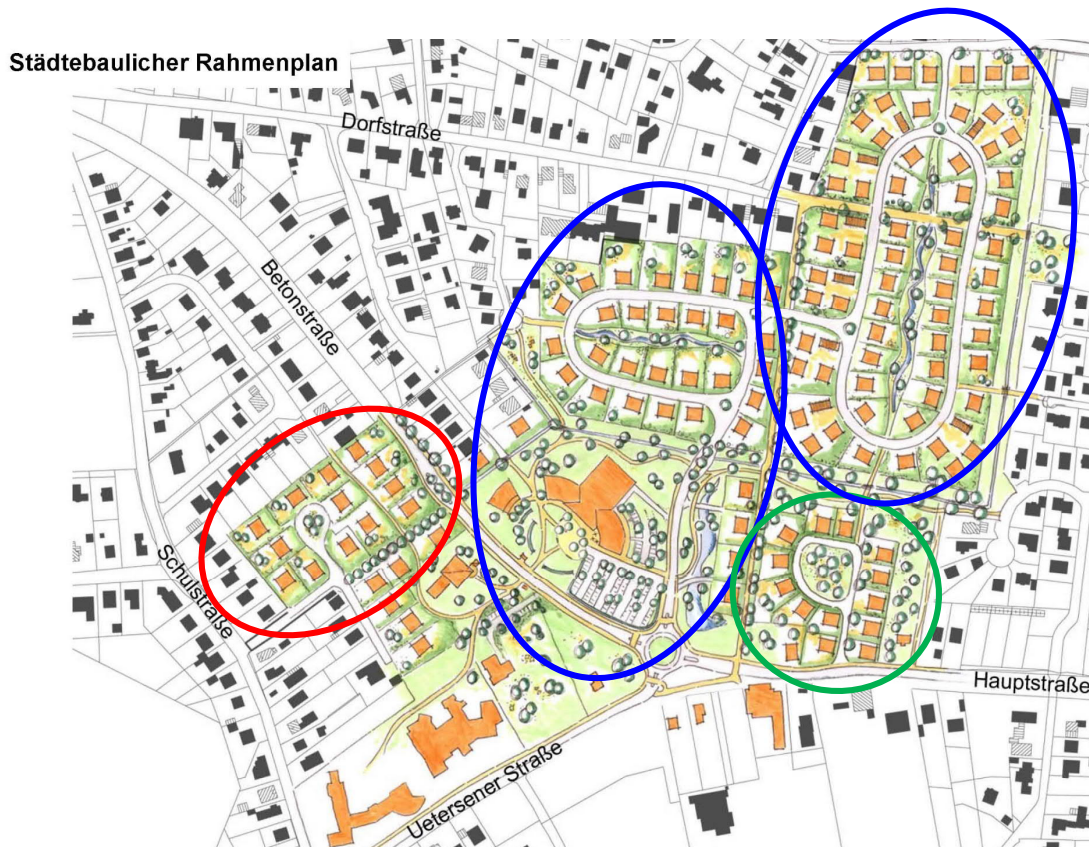 Städtebaulicher Rahmenplan
Dorfstraße
Betonstraße
Schulstraße
Hauptstraße
Uetersener Straße